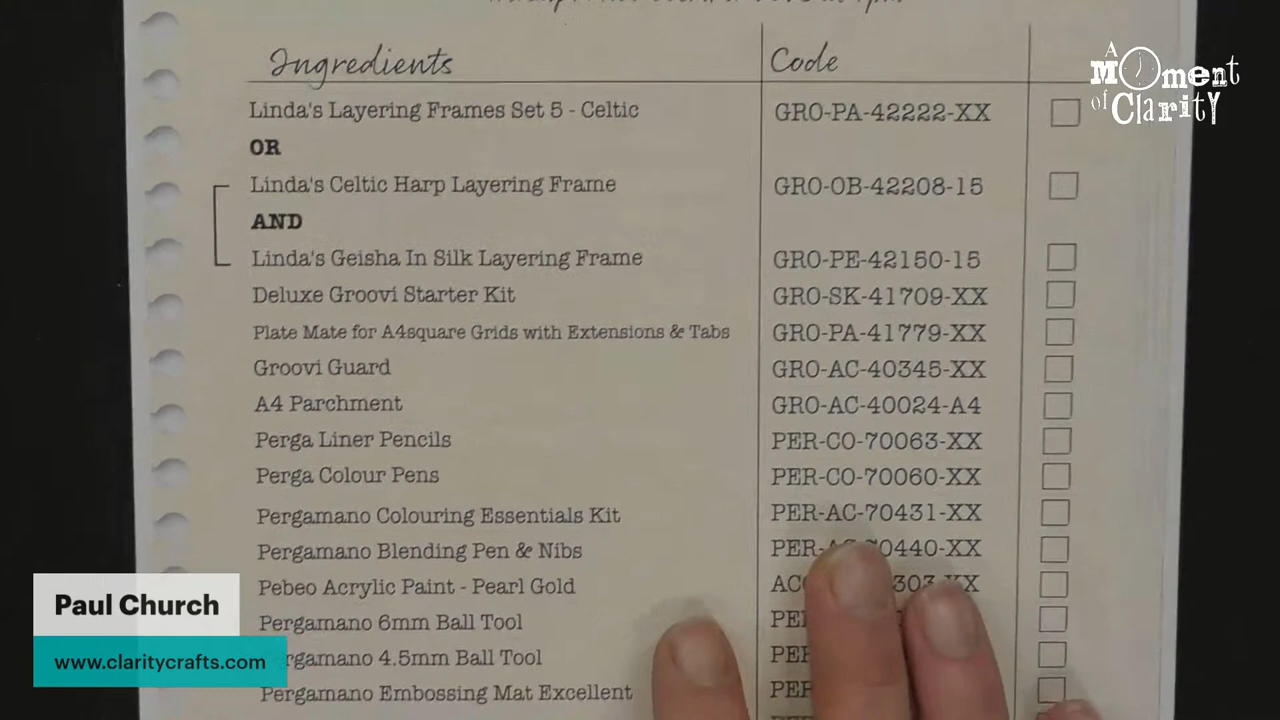 Ingredients Code
Linda's Layering Frames Set 5 - Celtic GRO-PA-42222-XX
OR
Linda's Celtic Harp Layering Frame GRO-OB-42208-15
AND
Linda's Geisha In Silk Layering Frame GRO-PE-42150-15
Deluxe Groovi Starter Kit GRO-SK-41709-XX
Plate Mate for A4square Grids with Extensions & Tabs GRO-PA-41779-XX
Groovi Guard GRO-AC-40345-XX
A4 Parchment GRO-AC-40024-A4
Perga Liner Pencils PER-CO-70063-XX
Perga Colour Pens PER-CO-70060-XX
Pergamano Colouring Essentials Kit PER-AC-70431-XX
Pergamano Blending Pen & Nibs
Pebeo Acrylic Paint - Pearl Gold
Pergamano 6mm Ball Tool
4.5mm Ball Tool
Pergamano Embossing Mat Excellent
A Moment of Clarity
Paul Church
www.claritycrafts.com